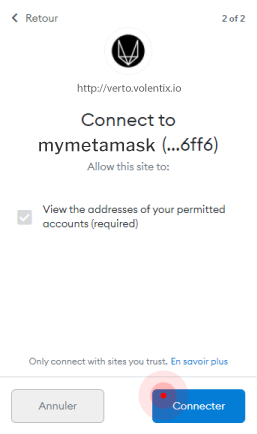 Retour
2 of 2
http://verto.volentix.io
Connect to
mymetamask (...6ff6)
Allow this site to:
View the addresses of your permitted
accounts (required)
Only connect with sites you trust. En savoir plus
Annuler
Connecter